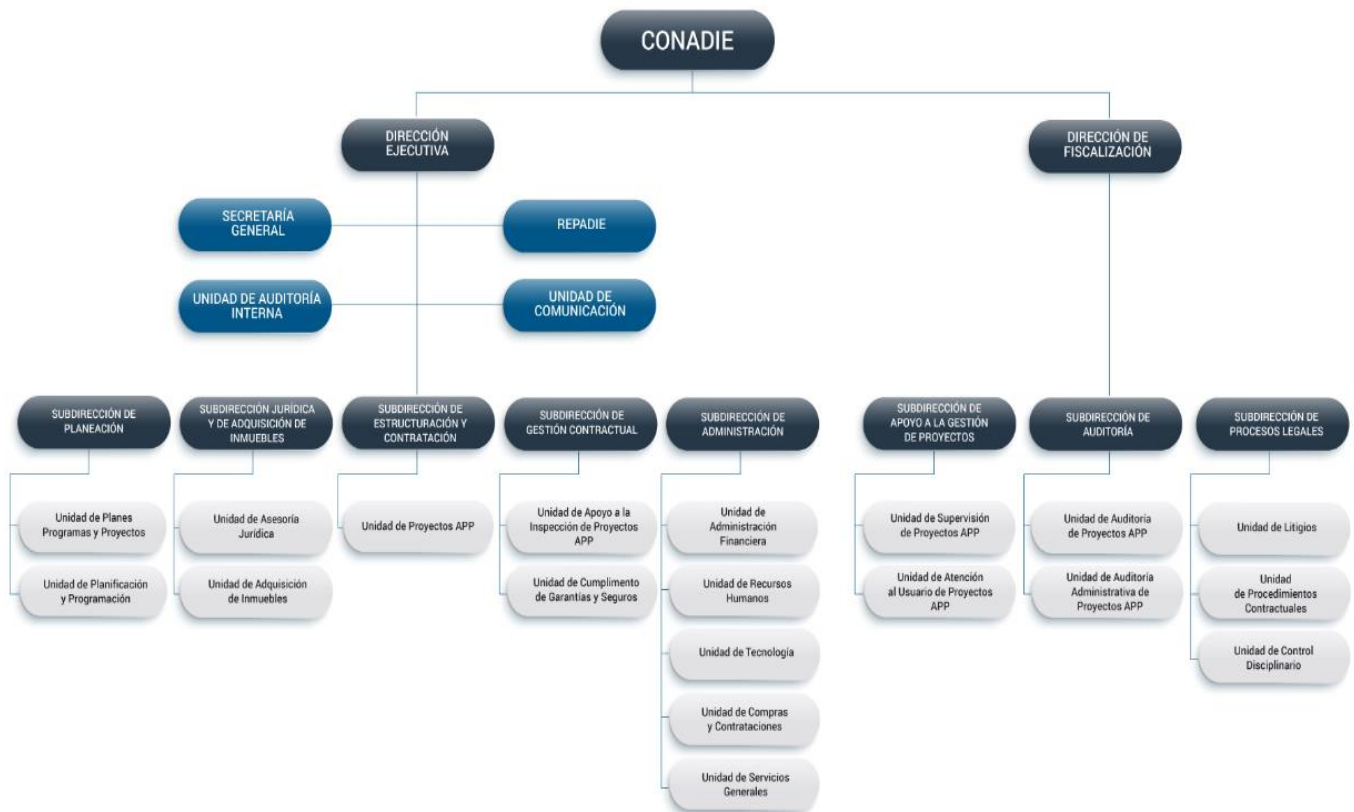 CONADIE
DIRECCIÓN
EJECUTIVA
DIRECCIÓN DE
FISCALIZACIÓN
SECRETARÍA
GENERAL
REPADIE
UNIDAD DE AUDITORÍA
INTERNA
UNIDAD DE
COMUNICACIÓN
SUBDIRECCIÓN DE
PLANEACIÓN
SUBDIRECCIÓN JURÍDICA
Y DE ADQUISICIÓN DE
INMUEBLES
SUBDIRECCIÓN DE
ESTRUCTURACIÓN Y
CONTRATACIÓN
SUBDIRECCIÓN DE
GESTIÓN CONTRACTUAL
SUBDIRECCIÓN DE
ADMINISTRACIÓN
SUBDIRECCIÓN DE
APOYO A LA GESTIÓN
DE PROYECTOS
SUBDIRECCIÓN DE
AUDITORÍA
SUBDIRECCIÓN DE
PROCESOS LEGALES
Unidad de Planes
Programas y Proyectos
Unidad de Planificación
y Programación
Unidad de Asesoría
Jurídica
Unidad de Adquisición
de Inmuebles
Unidad de Proyectos APP
Unidad de Apoyo a la
Inspección de Proyectos
APP
Unidad de Cumplimento
de Garantías y Seguros
Unidad de
Administración
Financiera
Unidad de Recursos
Humanos
Unidad de Tecnología
Unidad de Compras
y Contrataciones
Unidad de Servicios
Generales
Unidad de Supervisión
de Proyectos APP
Unidad de Atención
al Usuario de Proyectos
APP
Unidad de Auditoría
de Proyectos APP
Unidad de Auditoría
Administrativa de
Proyectos APP
Unidad de Litigios
Unidad
de Procedimientos
Contractuales
Unidad de Control
Disciplinario